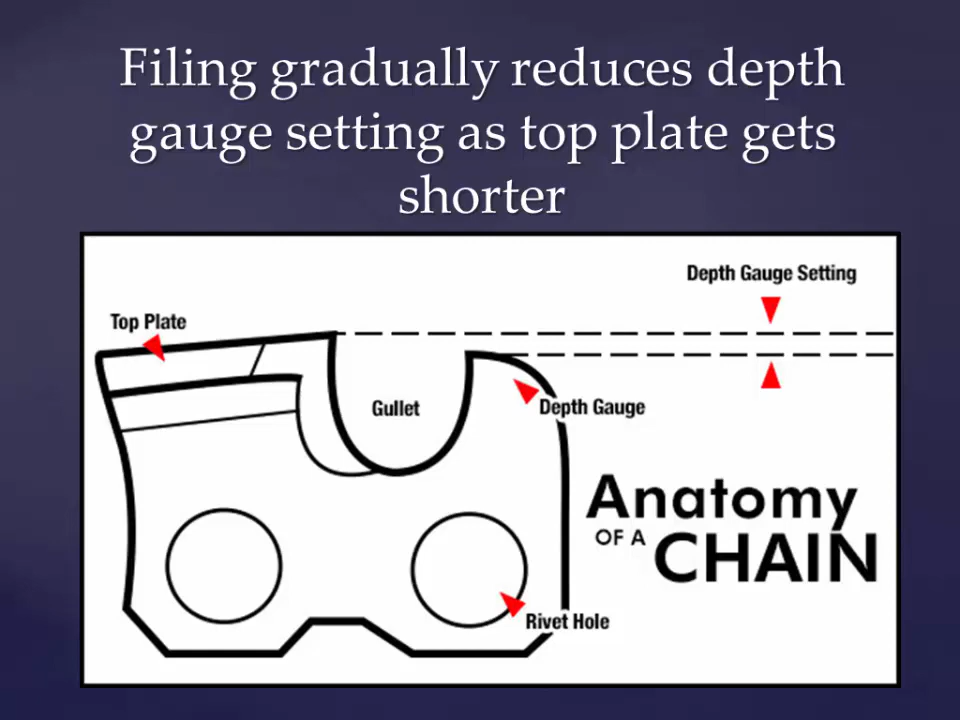 Filing gradually reduces depth
gauge setting as top plate gets
shorter
Depth Gauge Setting
Top Plate
Gullet
Depth Gauge
Anatomy
OF A CHAIN
Rivet Hole